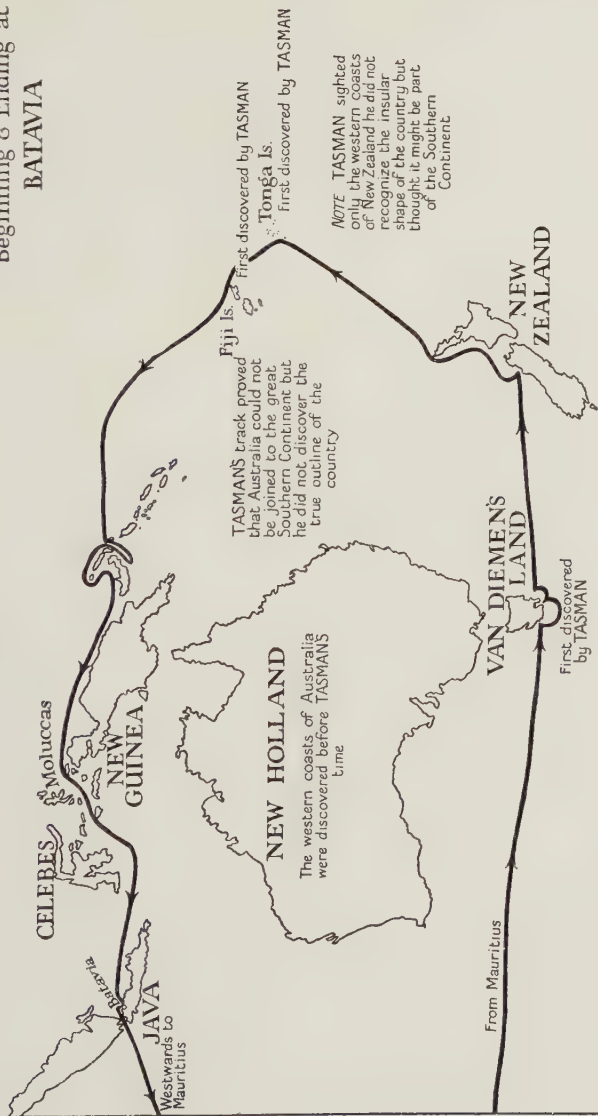 Beginning & Ending at
BATAVIA
First discovered by TASMAN
Tonga Is.
First discovered by TASMAN
Fiji Is.
NOTE TASMAN sighted
only the western coasts
of New Zealand he did not
recognize the insular
shape of the country but
thought it might be part
of the Southern
Continent
TASMAN'S track proved
that Australia could not
be joined to the great
Southern Continent but
he did not discover the
true outline of the
country
Moluccas
CELEBES
NEW
GUINEA
Batavia
JAVA
Westwards to
Mauritius
NEW HOLLAND
The western coasts of Australia
were discovered before TASMANS
time
NEW
ZEALAND
VAN DIEMEN'S
LAND
First discovered
by TASMAN
From Mauritius